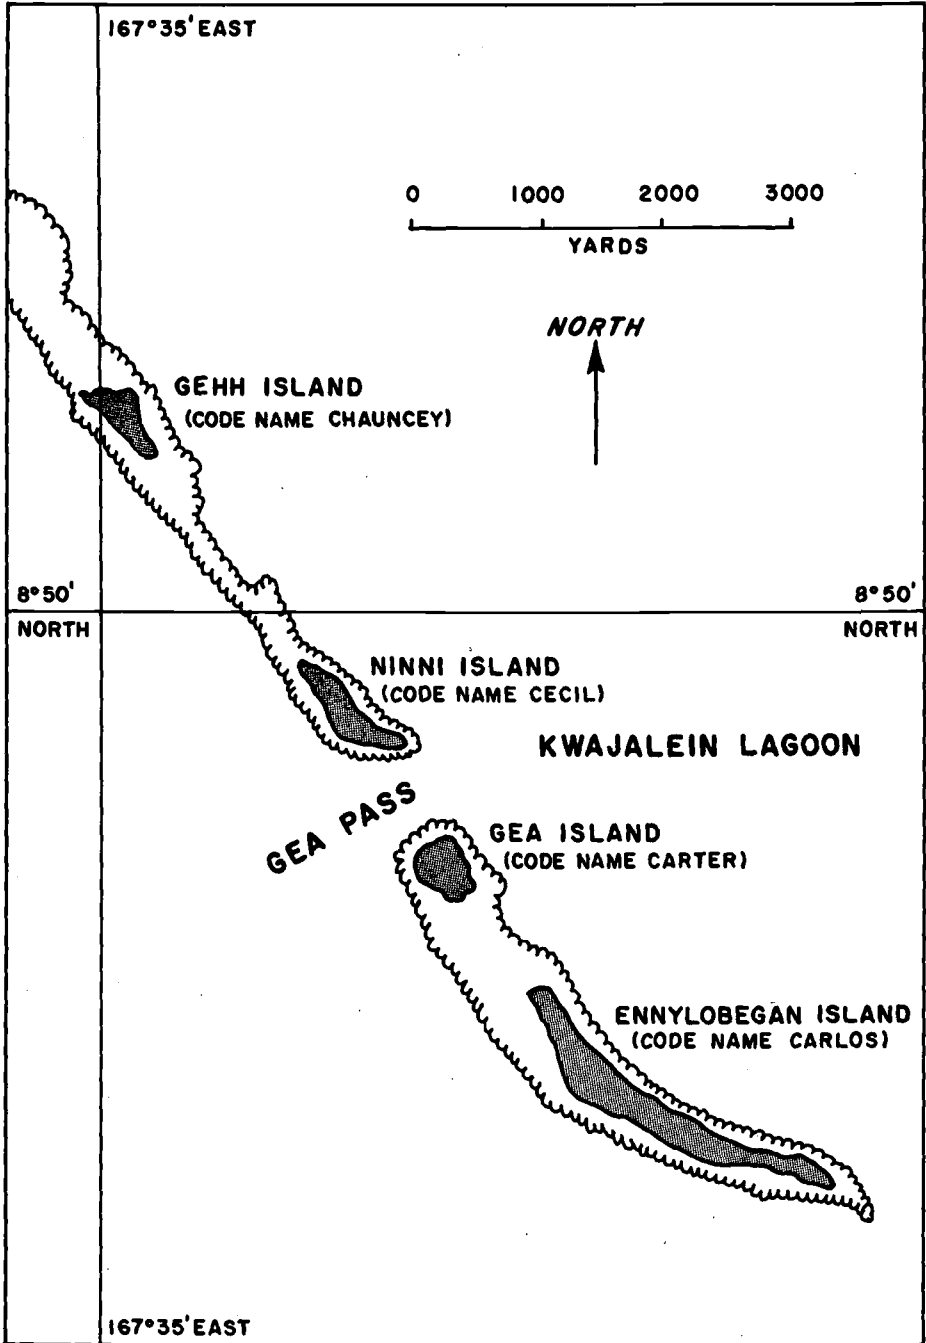 167°35' EAST
0 1000 2000 3000
YARDS
NORTH
GEHH ISLAND
(CODE NAME CHAUNCEY)
8°50' 8°50'
NORTH NORTH
NINNI ISLAND
(CODE NAME CECIL)
KWAJALEIN LAGOON
GEA PASS
GEA ISLAND
(CODE NAME CARTER)
ENNYLOBEGAN ISLAND
(CODE NAME CARLOS)
167°35' EAST